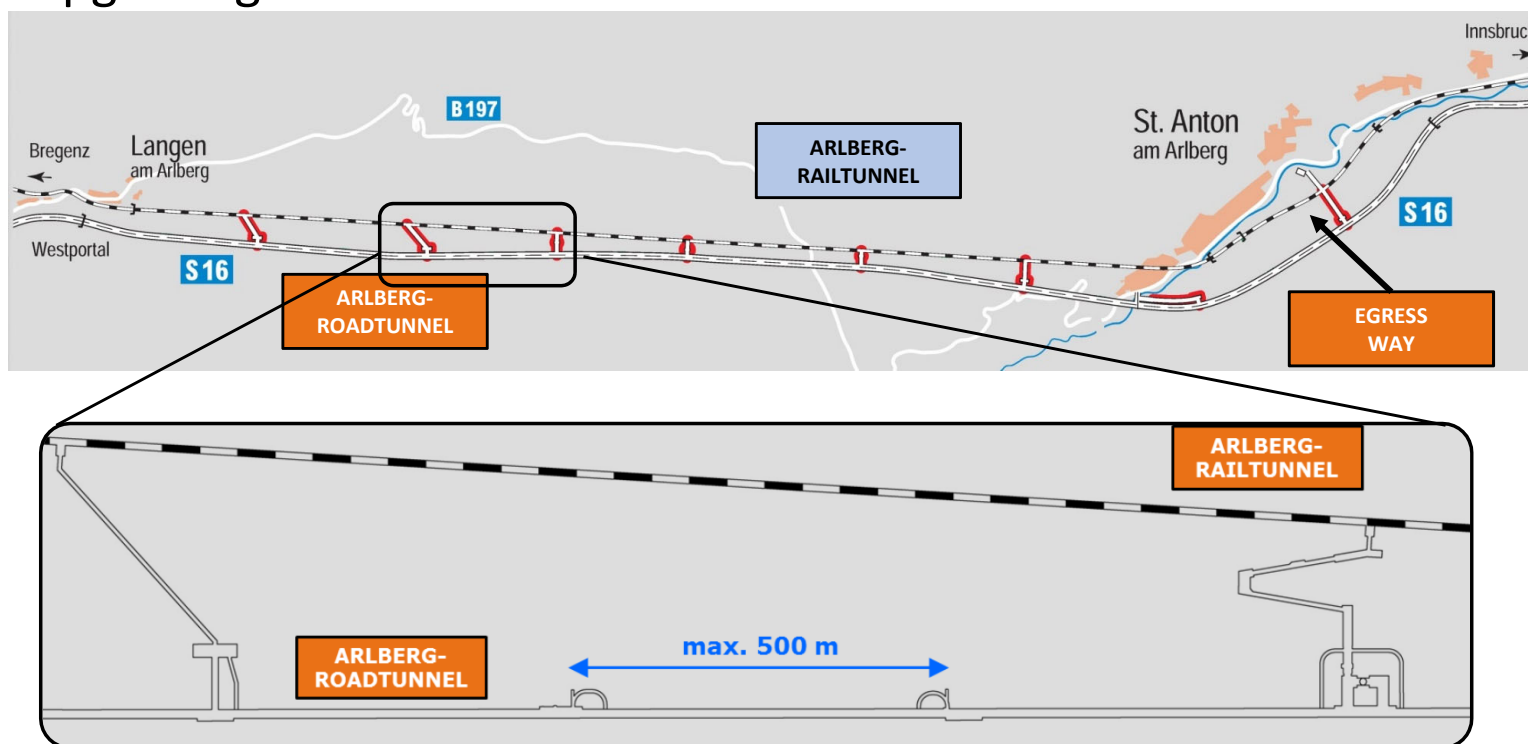 Innsbruc
B197
St. Anton
am Arlberg
ARLBERG-
RAILTUNNEL
Bregenz
Langen
am Arlberg
S16
Westportal
S16
ARLBERG-
ROADTUNNEL
EGRESS
WAY
ARLBERG-
RAILTUNNEL
max. 500 m
ARLBERG-
ROADTUNNEL